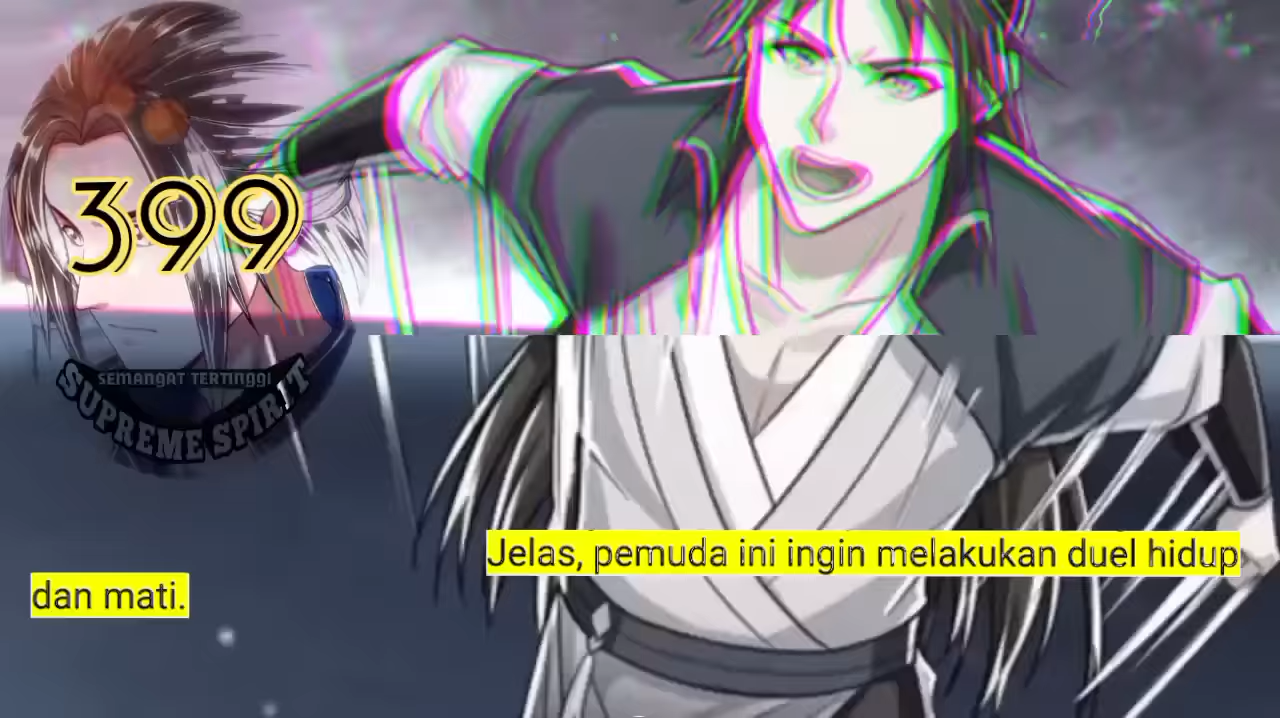 399
SEMANGAT TERTINGGI
SUPREME SPIRIT
Jelas, pemuda ini ingin melakukan duel hidup
dan mati.